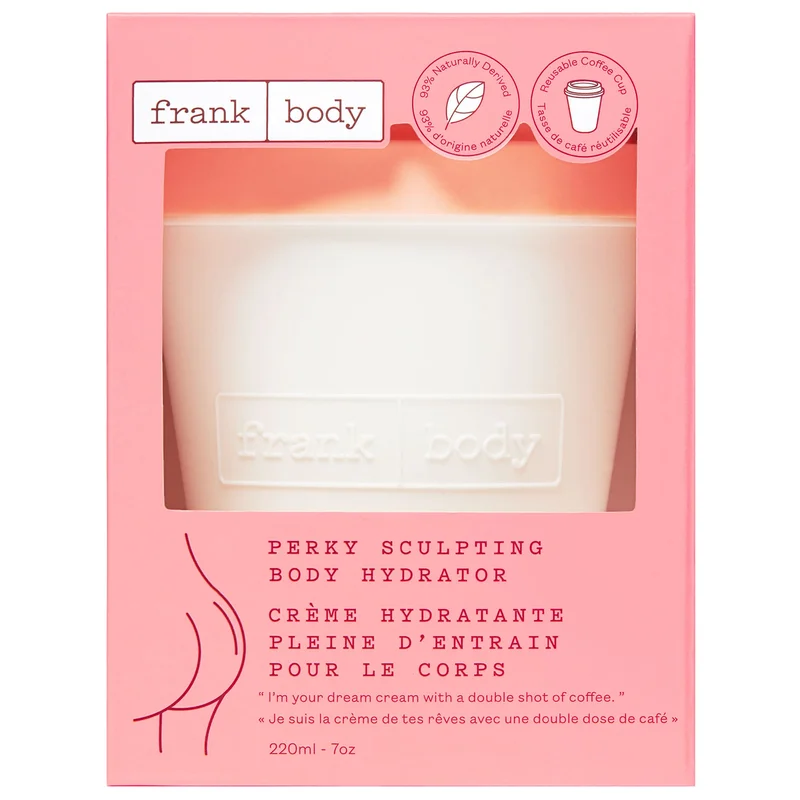 frank body
93% Naturally Derived
93% d'origine naturelle
Reusable Coffee Cup
Tasse de café réutilisable
frank body
PERKY SCULPTING
BODY HYDRATOR
CRÈME HYDRATANTE
PLEINE D'ENTRAIN
POUR LE CORPS
“ I'm your dream cream with a double shot of coffee. ”
« Je suis la crème de tes rêves avec une double dose de café »
220ml - 7oz